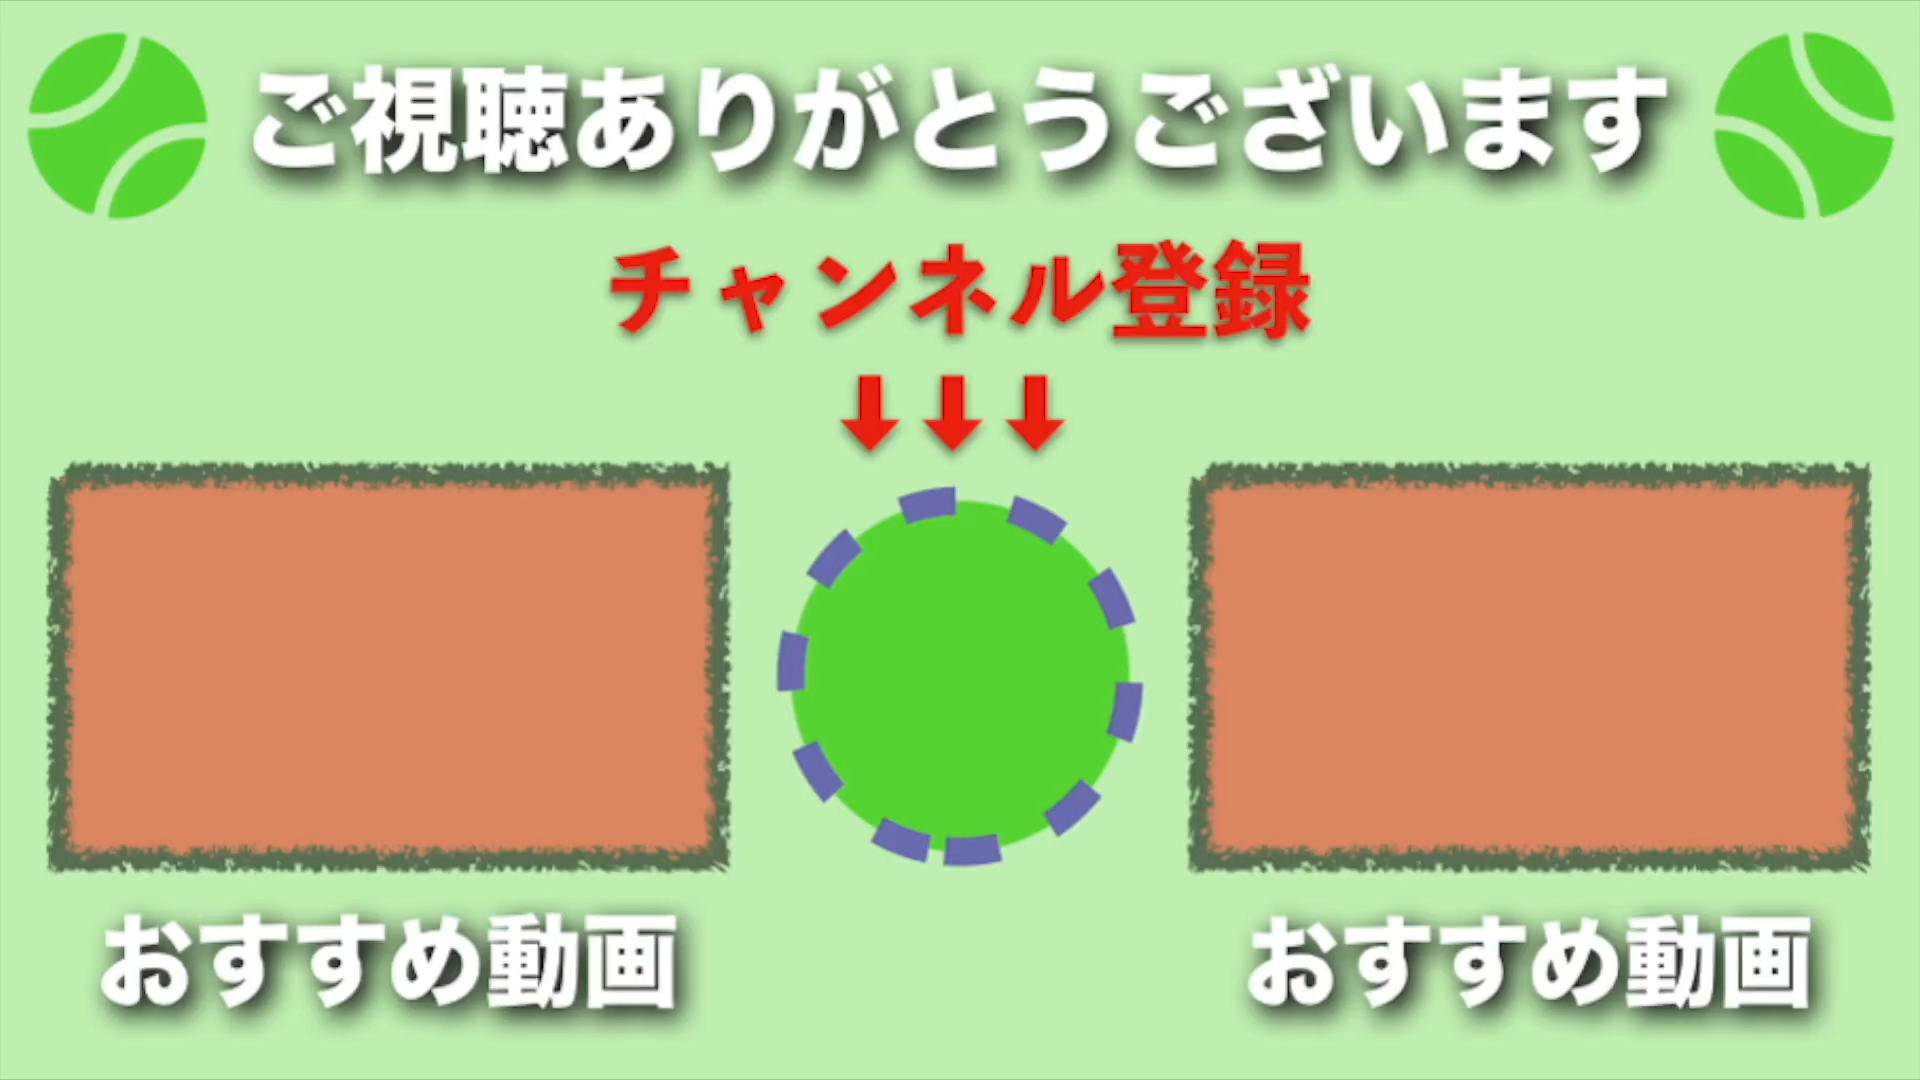 ご視聴ありがとうございます
チャンネル登録
おすすめ動画
おすすめ動画